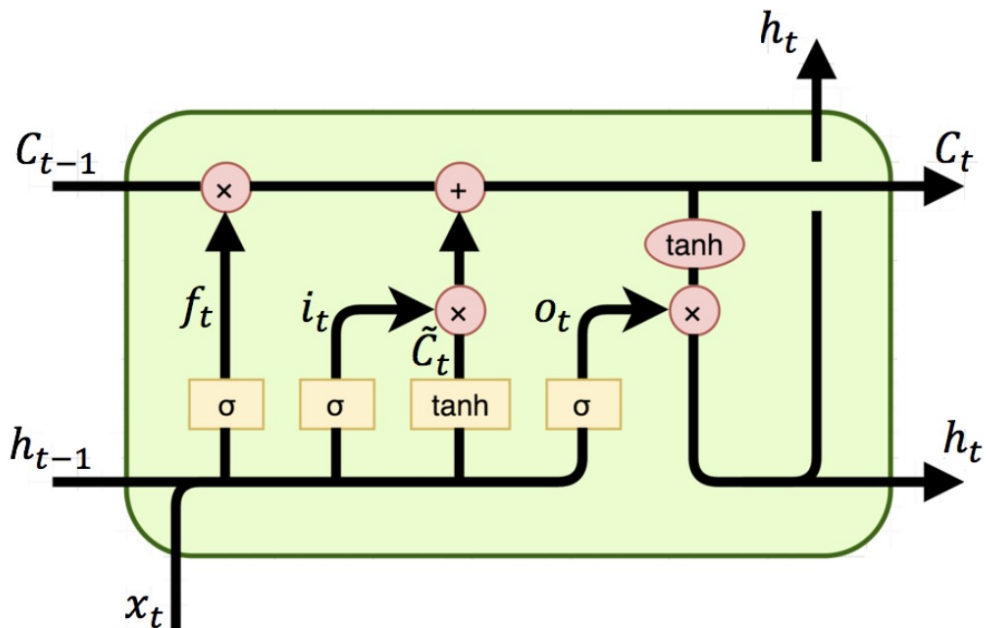 h_t
C_{t-1}
C_t
×
+
tanh
f_t
i_t
×
o_t
×
C̃_t
σ
σ
tanh
σ
h_{t-1}
h_t
x_t